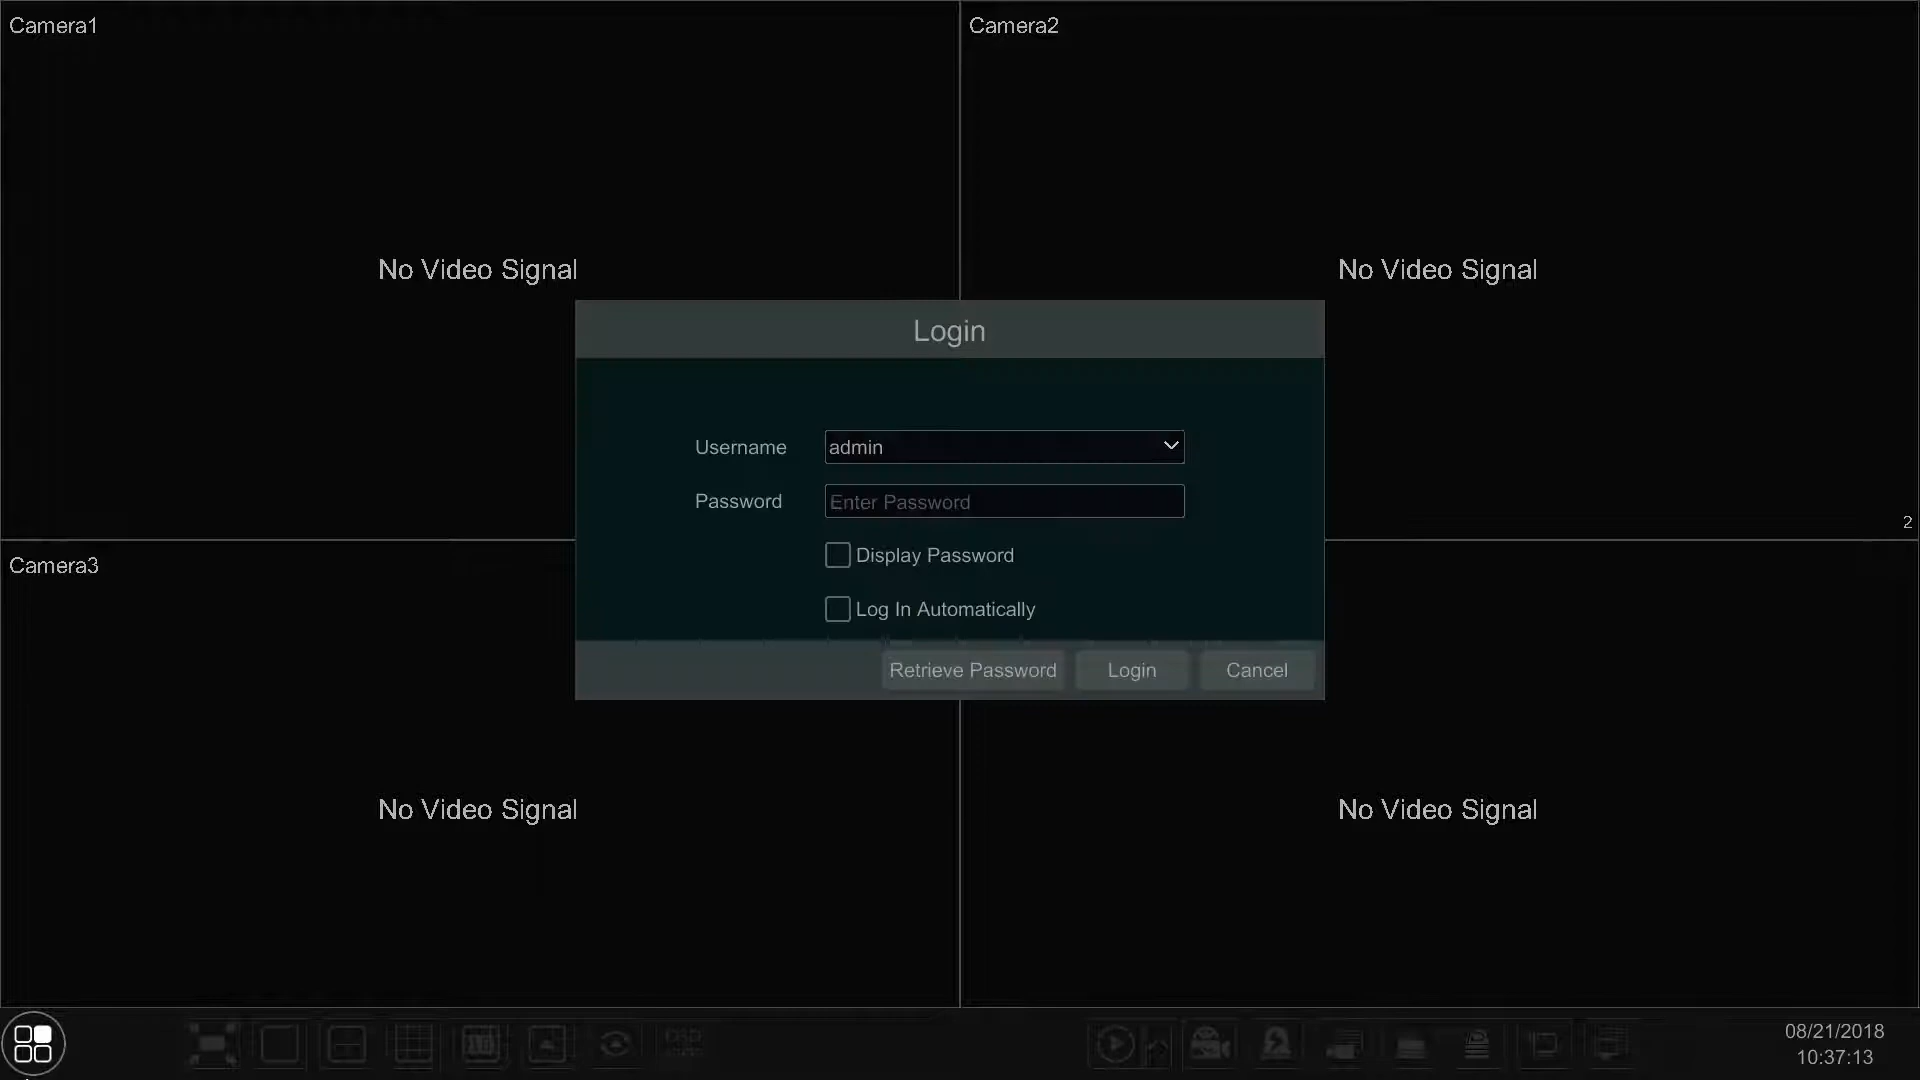 Camera1
Camera2
No Video Signal
No Video Signal
Login
Username
admin
Password
Enter Password
2
Display Password
Camera3
Log In Automatically
Retrieve Password
Login
Cancel
No Video Signal
No Video Signal
08/21/2018
10:37:13